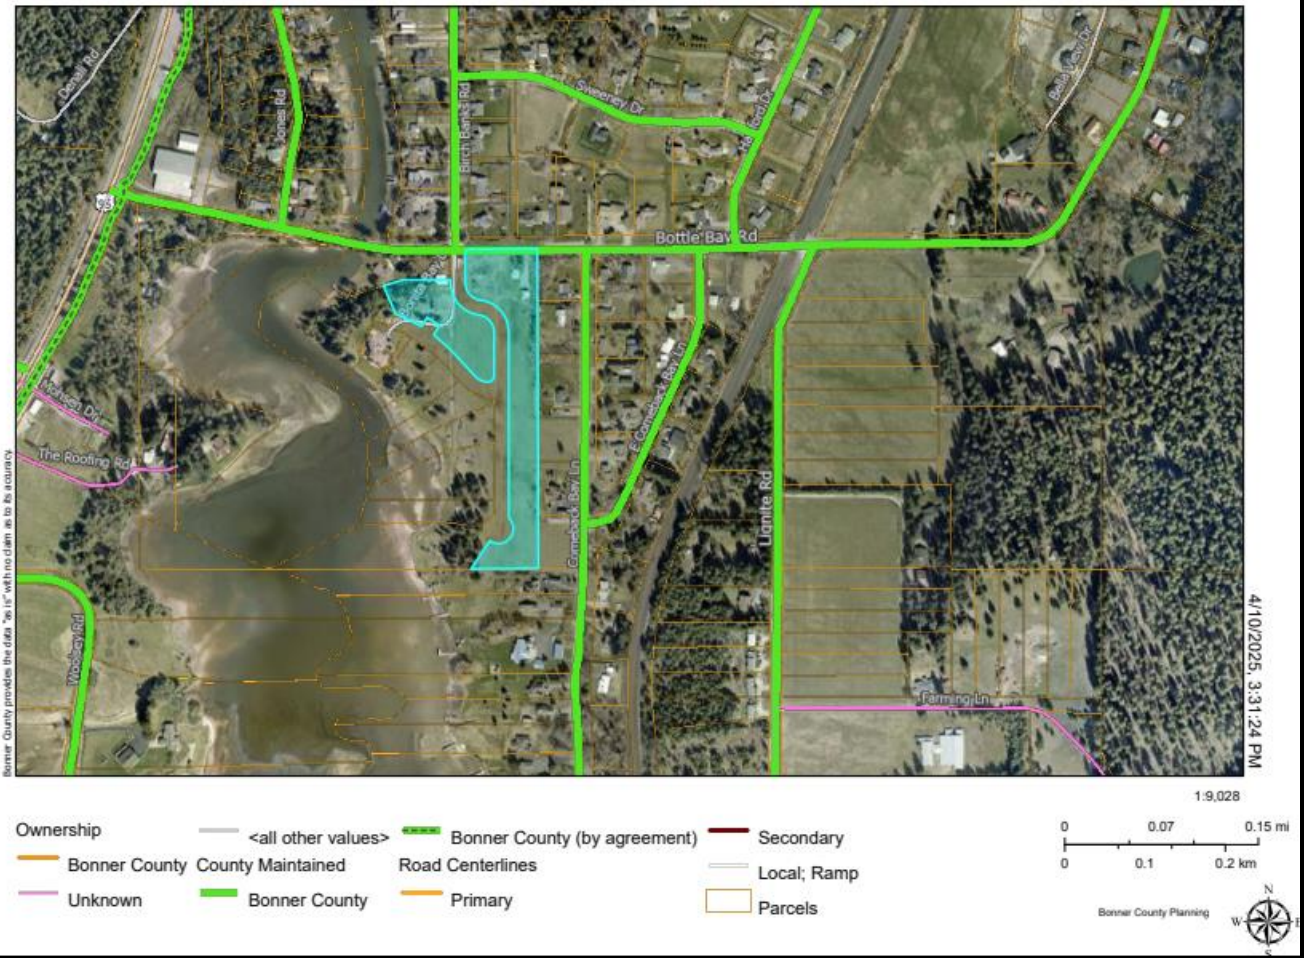 Denali Rd
Jones Rd
Birch Banks Rd
Sweeney Dr
Bella View Dr
95
Bottle Bay Rd
E Comeback Bay Ln
Comeback Bay Ln
Lignite Rd
The Roofing Rd
Woolsey Rd
Farming Ln
Bonner County provides the data "as is" with no claim as to its accuracy.
4/10/2025, 3:31:24 PM
1:9,028
Ownership
Bonner County
Unknown
<all other values>
County Maintained
Bonner County
Bonner County (by agreement)
Road Centerlines
Primary
Secondary
Local; Ramp
Parcels
0 0.07 0.15 mi
0 0.1 0.2 km
Bonner County Planning
N
W
E
S